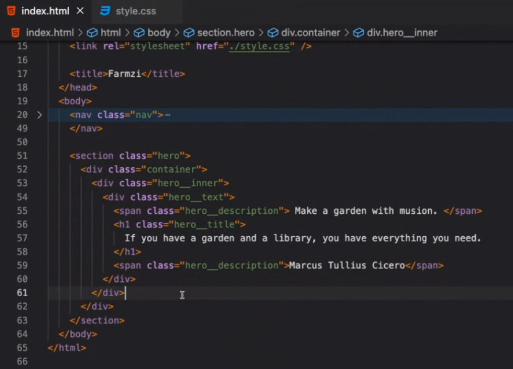 index.html × style.css
index.html > html > body > section.hero > div.container > div.hero__inner
15 <link rel="stylesheet" href="./style.css" />
16
17 <title>Farmzi</title>
18 </head>
19 <body>
20 > <nav class="nav">⋯
49 </nav>
50
51 <section class="hero">
52 <div class="container">
53 <div class="hero__inner">
54 <div class="hero__text">
55 <span class="hero__description"> Make a garden with musion. </span>
56 <h1 class="hero__title">
57 If you have a garden and a library, you have everything you need.
58 </h1>
59 <span class="hero__description">Marcus Tullius Cicero</span>
60 </div>
61 </div>
62 </div>
63 </section>
64 </body>
65 </html>
66